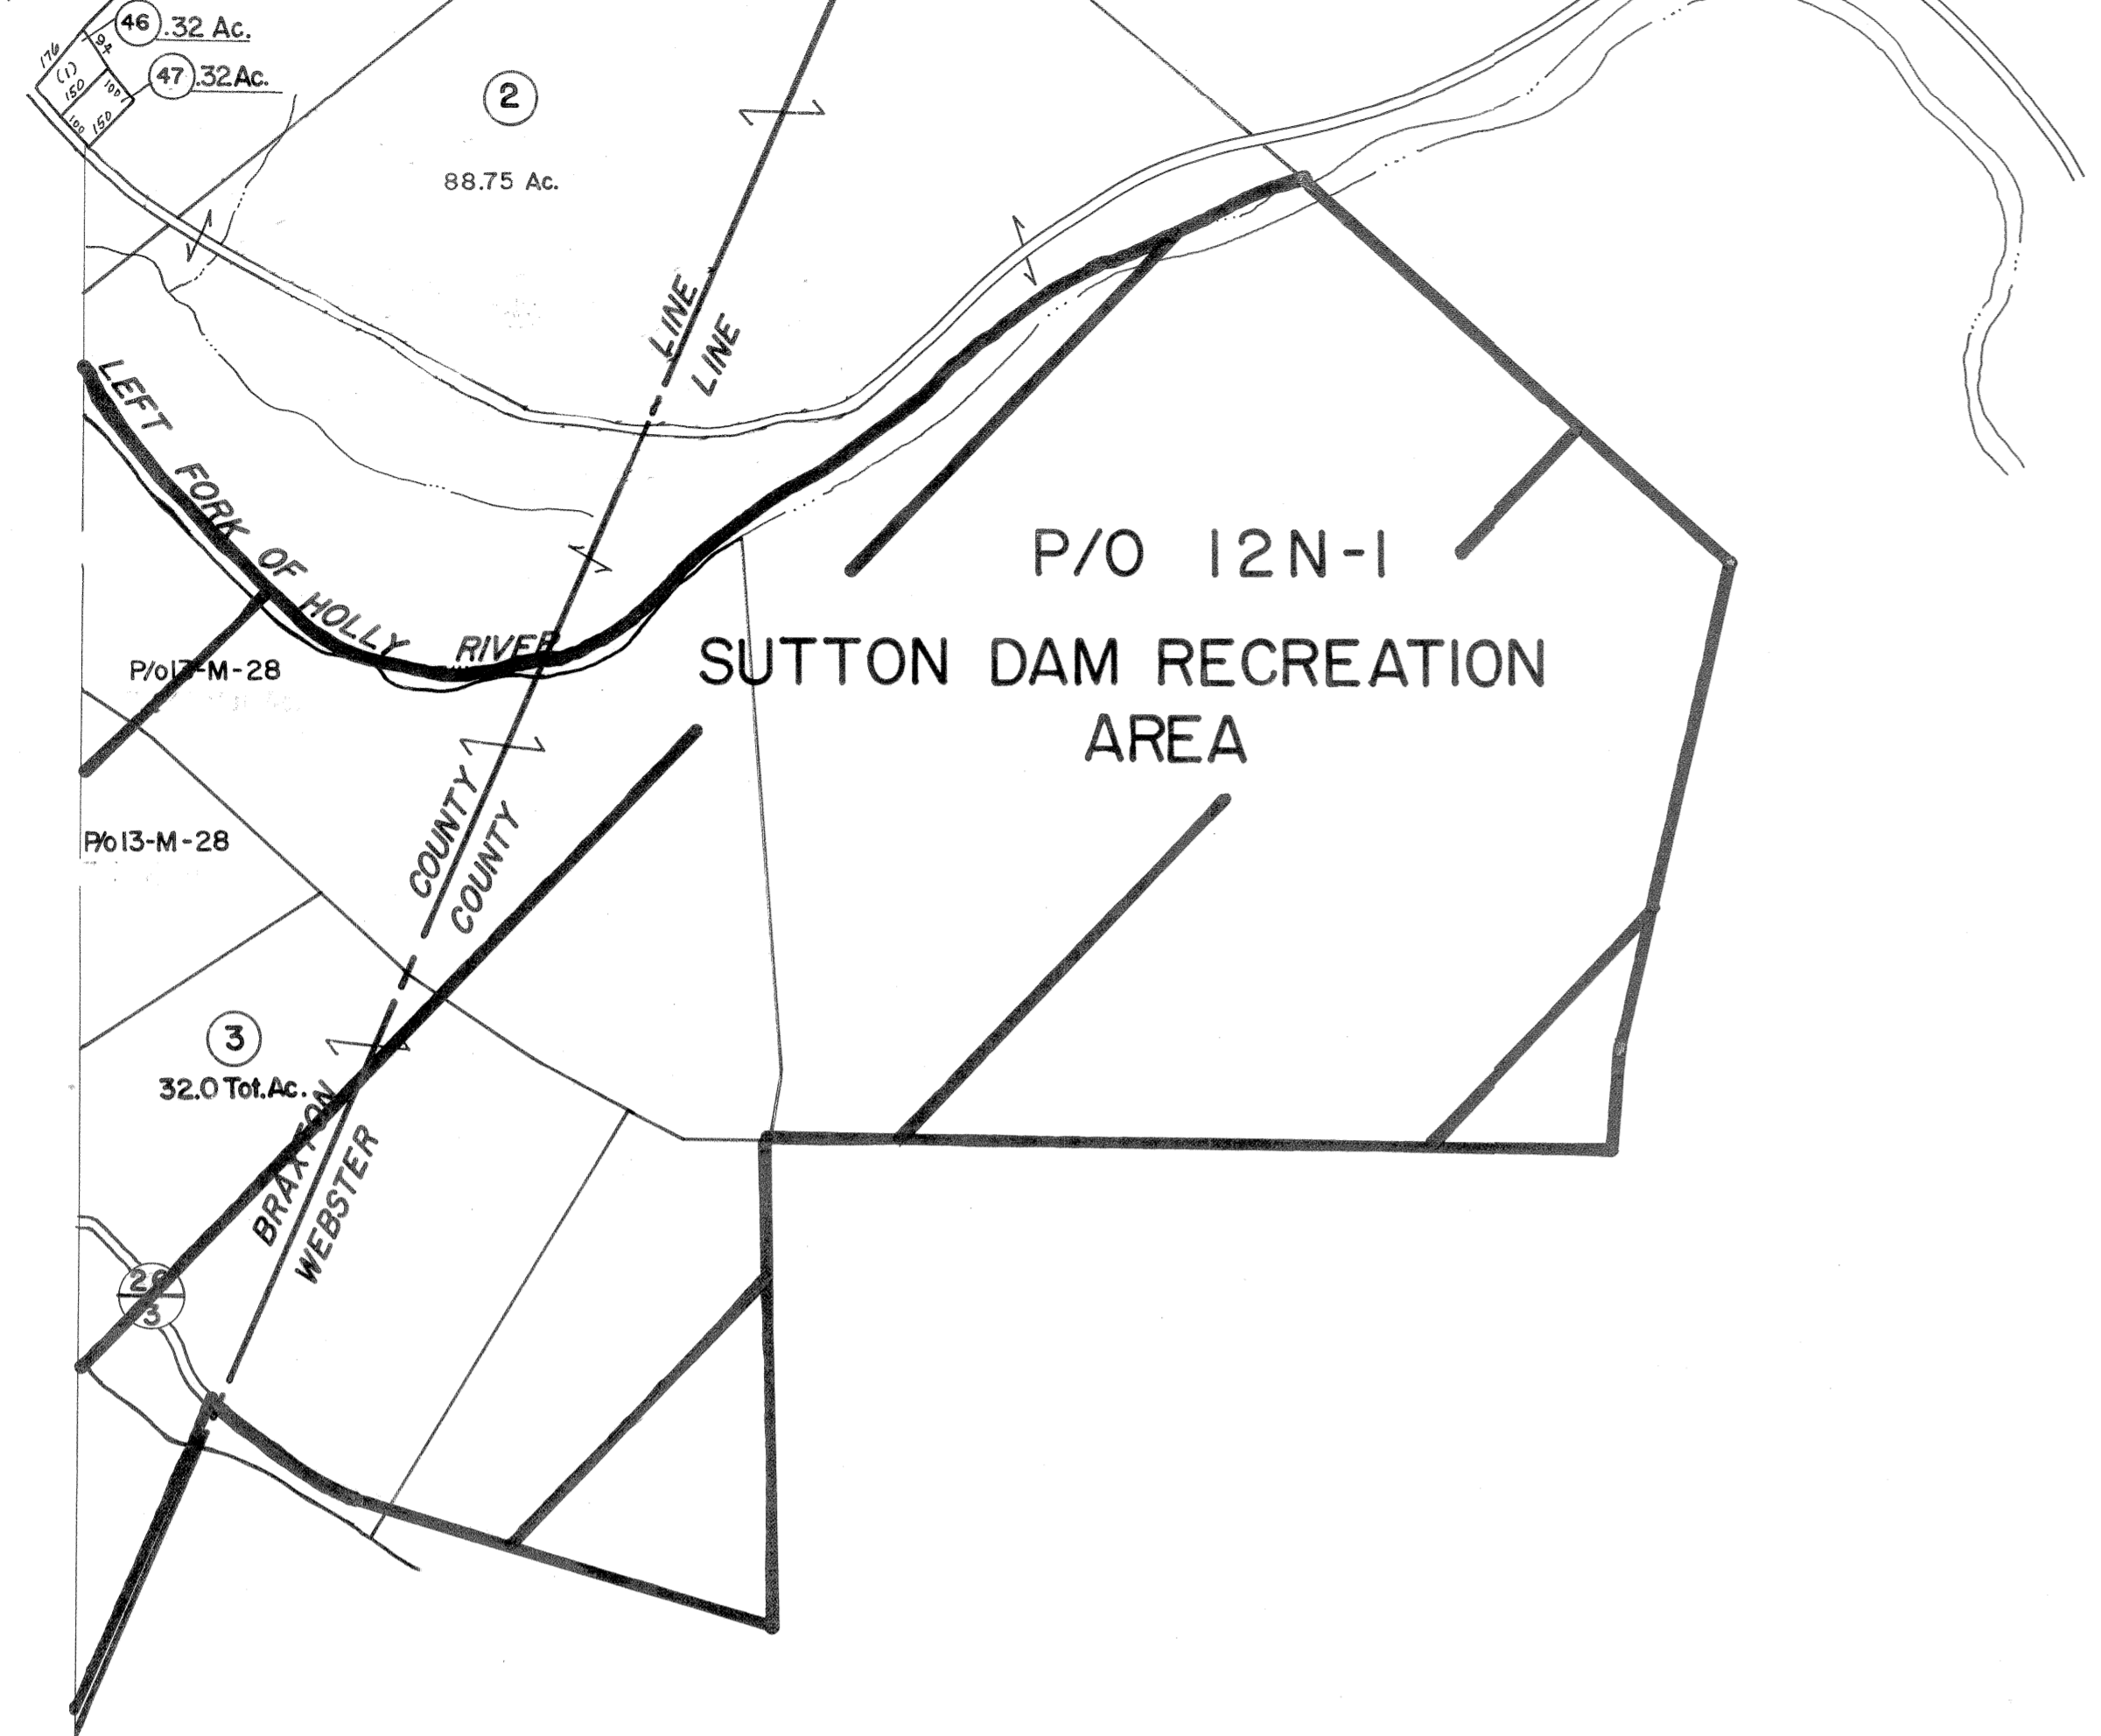 46 .32 Ac.
176
94
(1)
150
47 .32 Ac.
100
100
150
2
88.75 Ac.
LINE
LINE
LEFT FORK OF HOLLY RIVER
P/O 12N-1
SUTTON DAM RECREATION
AREA
P/o13-M-28
COUNTY
COUNTY
P/o13-M-28
3
32.0 Tot.Ac.
BRAXTON
WEBSTER
3